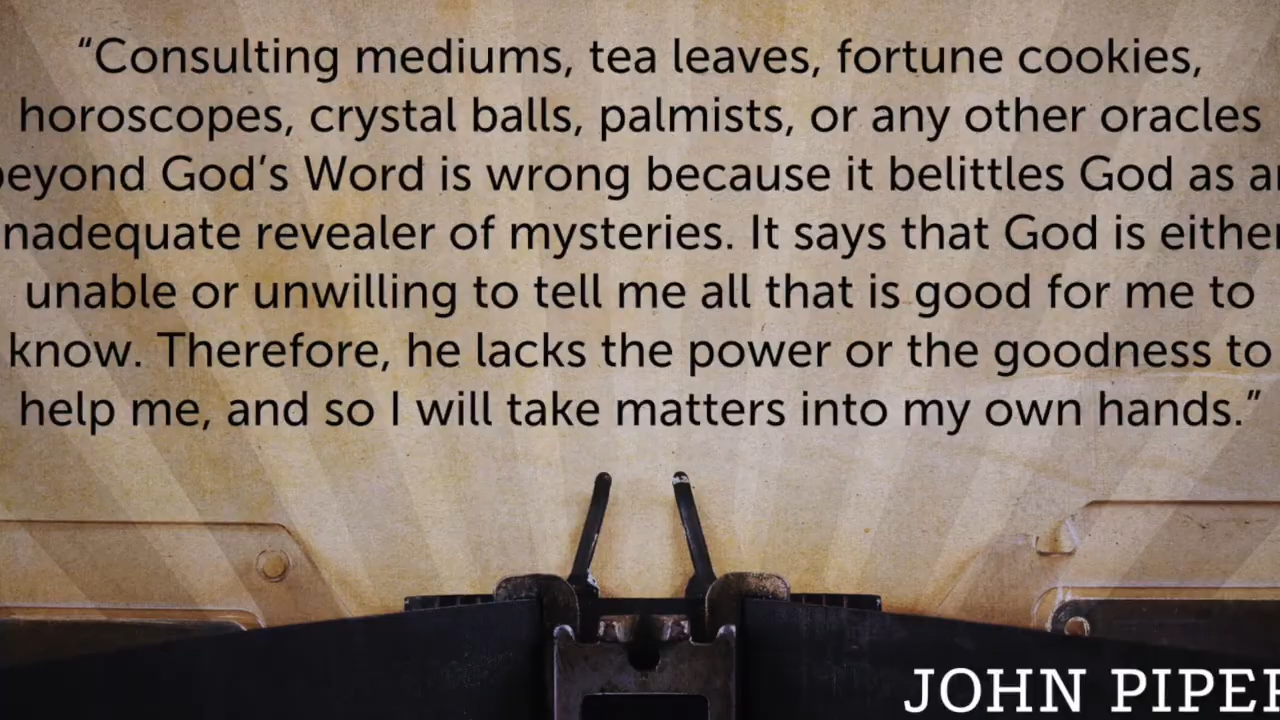 “Consulting mediums, tea leaves, fortune cookies,
horoscopes, crystal balls, palmists, or any other oracles
beyond God’s Word is wrong because it belittles God as an
inadequate revealer of mysteries. It says that God is either
unable or unwilling to tell me all that is good for me to
know. Therefore, he lacks the power or the goodness to
help me, and so I will take matters into my own hands.”
JOHN PIPER